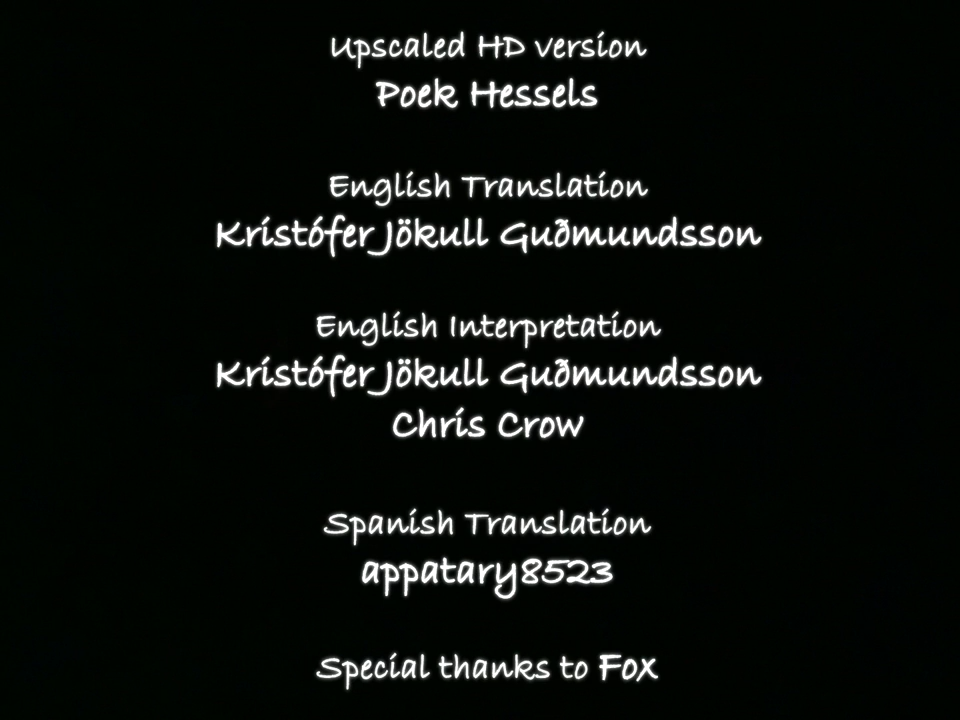 Upscaled HD version
Poek Hessels
English Translation
Kristófer Jökull Guðmundsson
English Interpretation
Kristófer Jökull Guðmundsson
Chris Crow
Spanish Translation
appatary8523
Special thanks to Fox